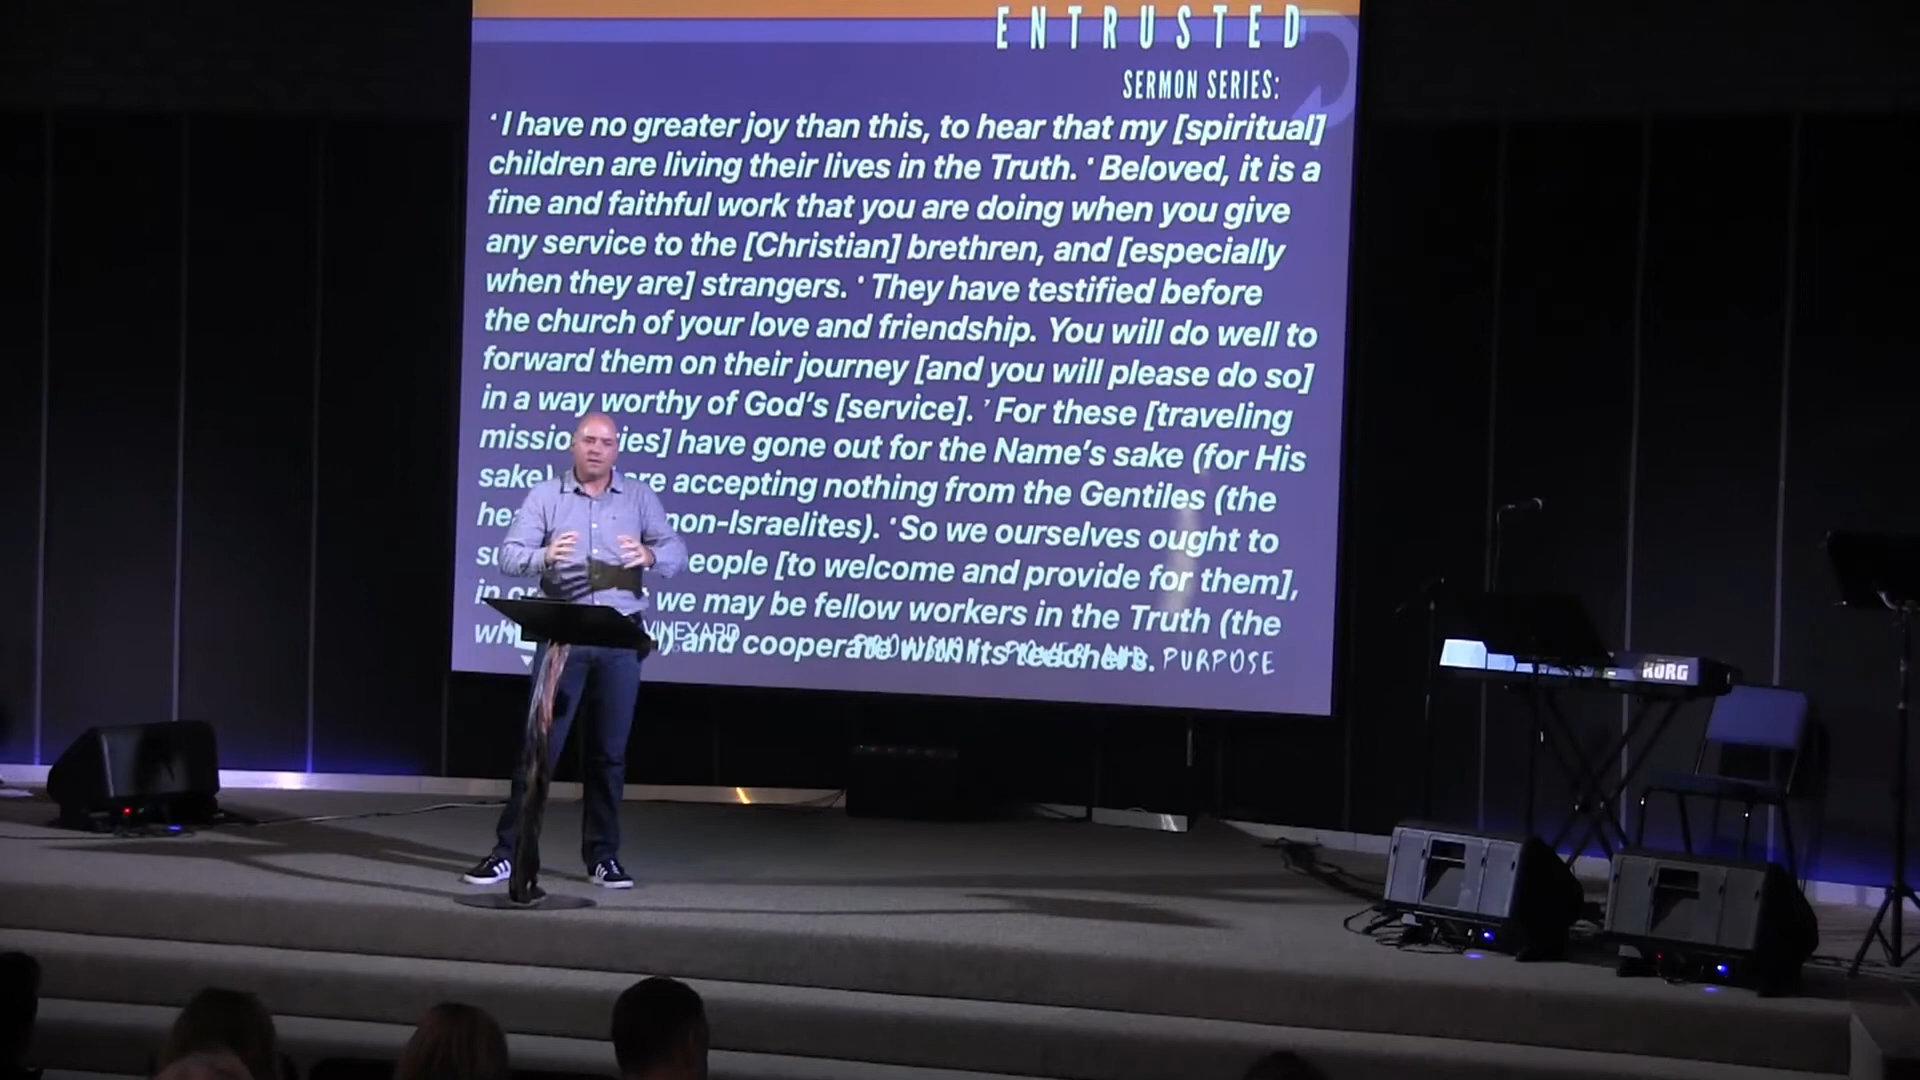 ENTRUSTED
SERMON SERIES:
I have no greater joy than this, to hear that my [spiritual]
children are living their lives in the Truth. Beloved, it is a
fine and faithful work that you are doing when you give
any service to the [Christian] brethren, and [especially
when they are] strangers. They have testified before
the church of your love and friendship. You will do well to
forward them on their journey [and you will please do so]
in a way worthy of God's [service]. 7 For these [traveling
have gone out for the Name's sake (for His
accepting nothing from the Gentiles (the
non-Israelites). So we ourselves ought to
[to welcome and provide for them],
we may be fellow workers in the Truth (the
and cooperate with its teachers.
VINEYARD
PURPOSE
KORG